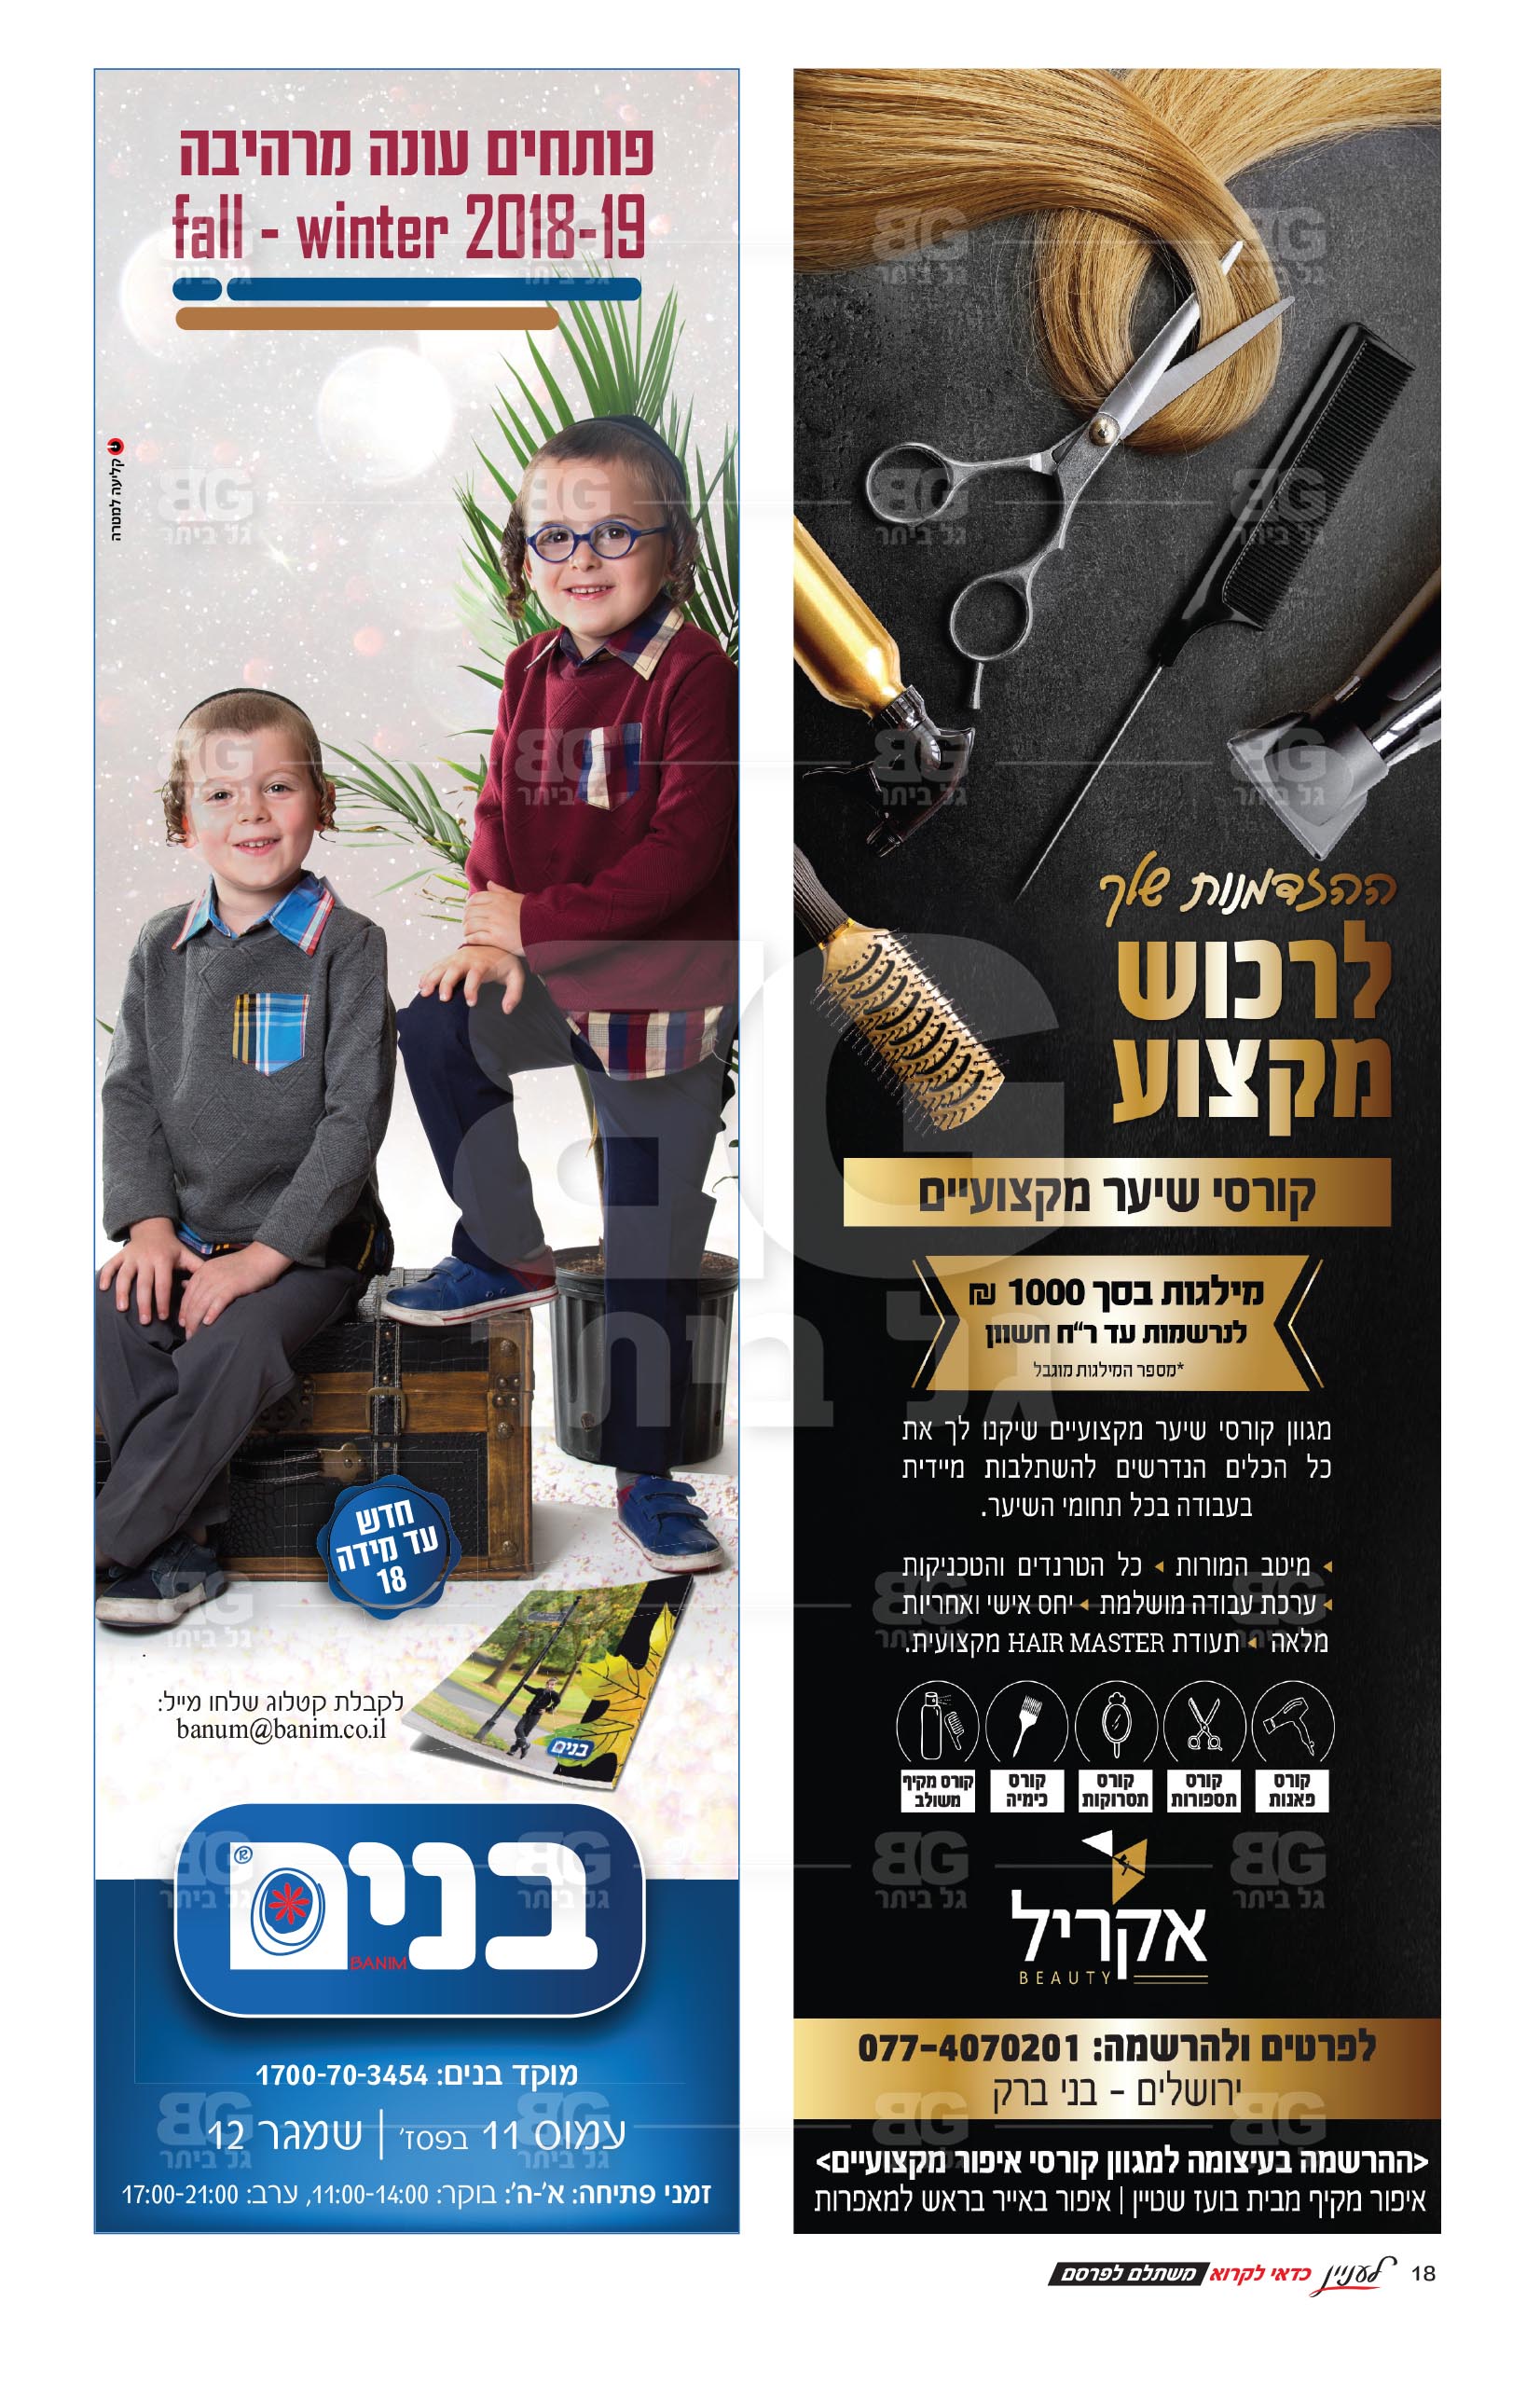 ההזדמנות שלך
לרכוש
מקצוע
קורסי שיער מקצועיים
מילגות בסך 1000 ₪
לנרשמות עד ר"ח חשוון
*מספר המילגות מוגבל
מגוון קורסי שיער מקצועיים שיקנו לך את
כל הכלים הנדרשים להשתלבות מיידית
בעבודה בכל תחומי השיער.
מיטב המורות כל הטרנדים והטכניקות
ערכת עבודה מושלמת יחס אישי ואחריות
מלאה תעודת HAIR MASTER מקצועית.
קורס
פאנות
קורס
תספורות
קורס
תסרוקות
קורס
כימיה
קורס מקיף
משולב
אקריל
BEAUTY
לפרטים ולהרשמה: 077-4070201
ירושלים - בני ברק
<ההרשמה בעיצומה למגוון קורסי איפור מקצועיים>
איפור מקיף מבית בועז שטיין | איפור באייר בראש למאפרות
פותחים עונה מרהיבה
fall - winter 2018-19
קליעה למטרה
חדש
עד מידה
18
לקבלת קטלוג שלחו מייל:
banum@banim.co.il
בנים
בנים
®
BANIM
מוקד בנים: 1700-70-3454
עמוס 11 בפסז' | שמגר 12
זמני פתיחה: א'-ה': בוקר: 11:00-14:00, ערב: 17:00-21:00
18 לעניין כדאי לקרוא משתלם לפרסם
BG
גל ביתר